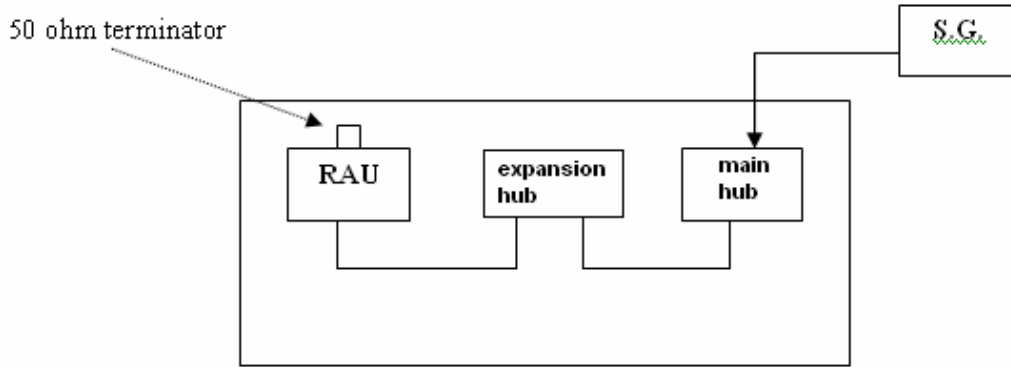 50 ohm terminator
S.G.
RAU
expansion
hub
main
hub